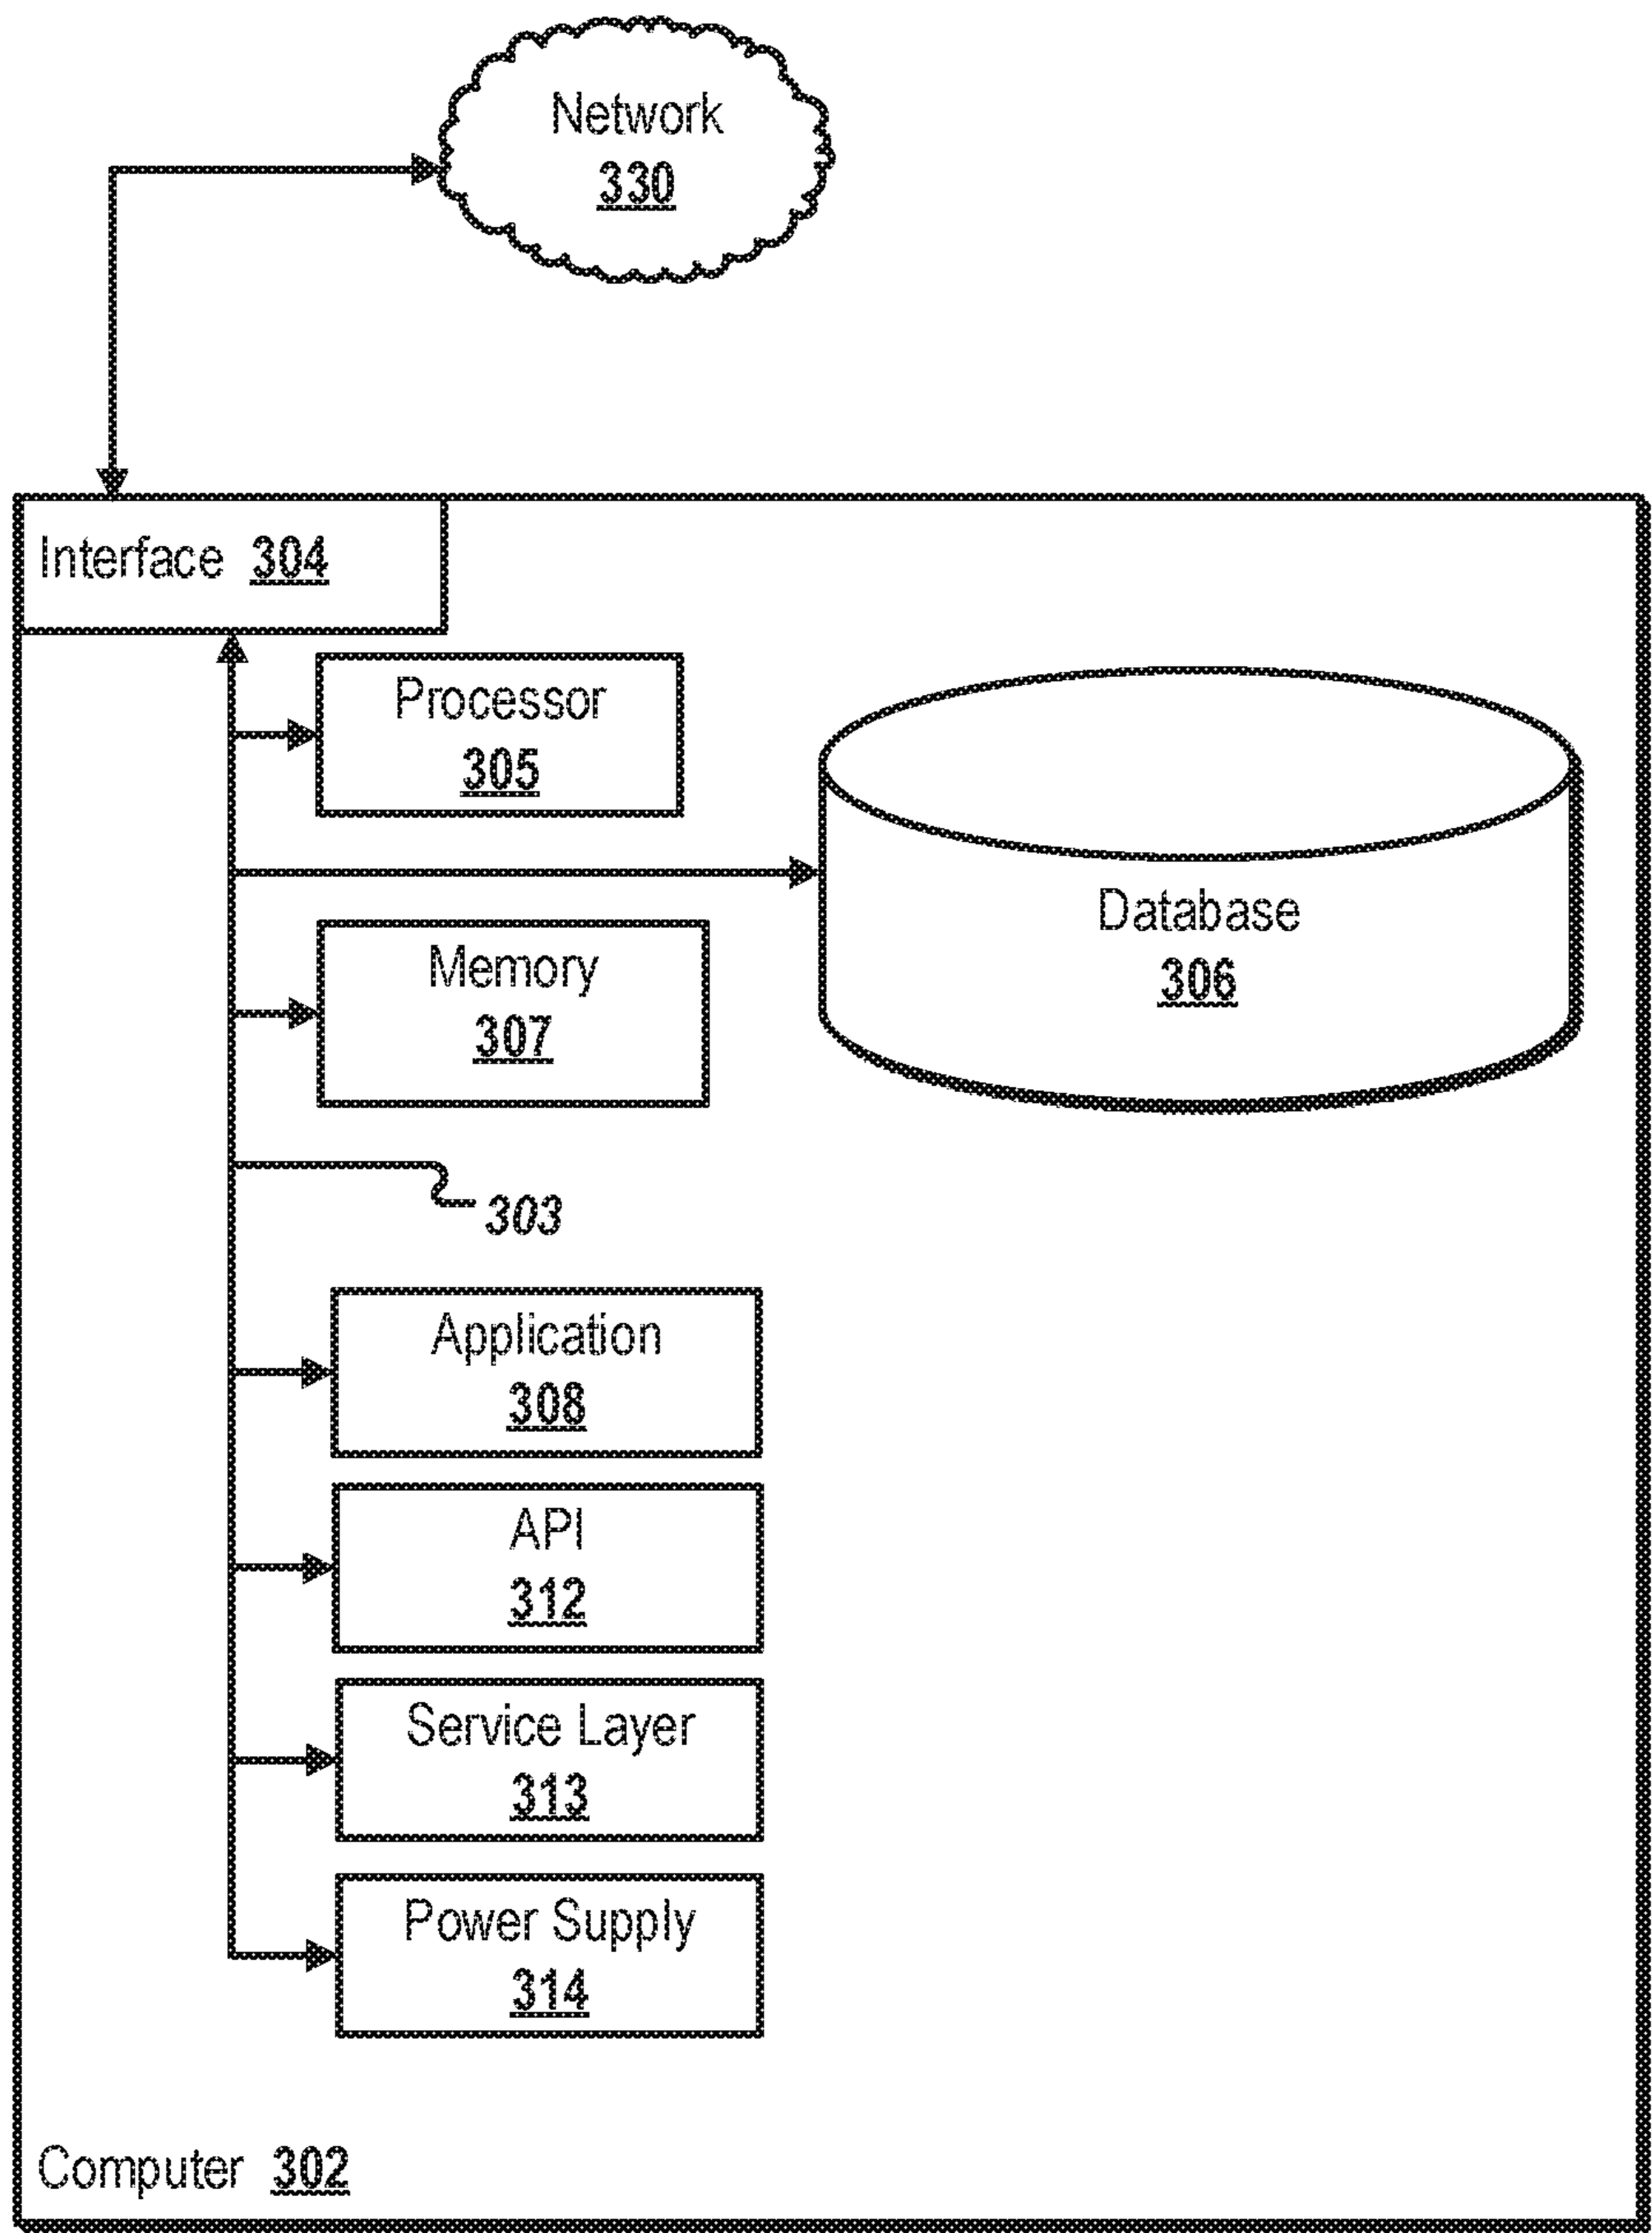 Network
330
Interface 304
Processor
305
Database
306
Memory
307
303
Application
308
API
312
Service Layer
313
Power Supply
314
Computer 302